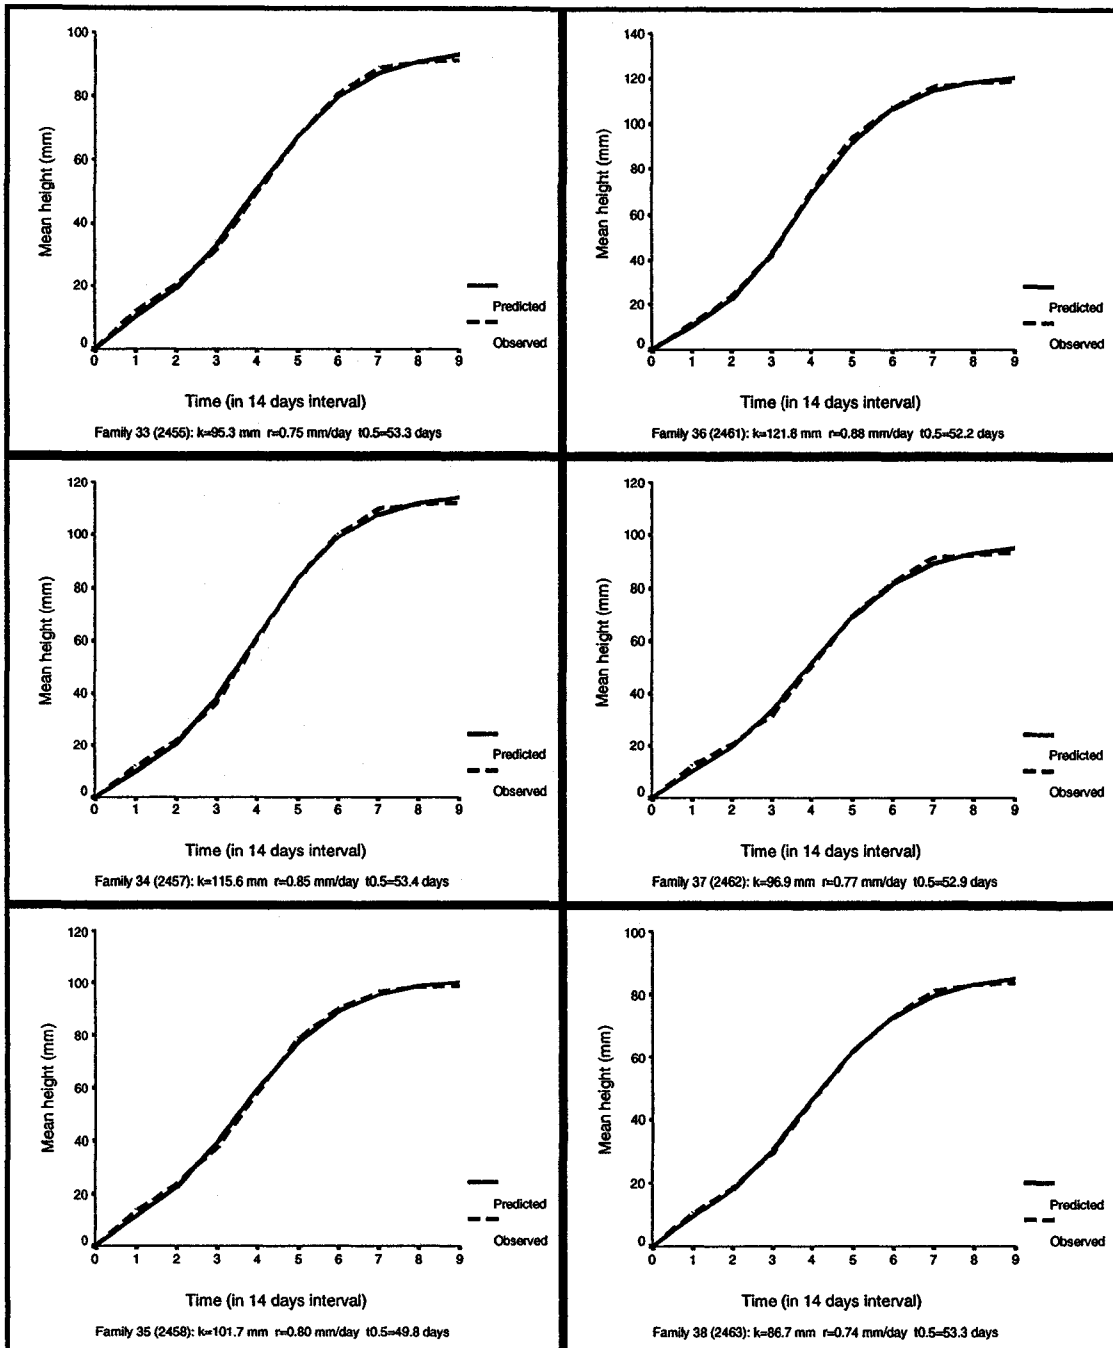 100
80
60
40
20
0
Mean height (mm)
0 1 2 3 4 5 6 7 8 9
Time (in 14 days interval)
Predicted
Observed
Family 33 (2455): k=95.3 mm r=0.75 mm/day t0.5=53.3 days
140
120
100
80
60
40
20
0
Mean height (mm)
0 1 2 3 4 5 6 7 8 9
Time (in 14 days interval)
Predicted
Observed
Family 36 (2461): k=121.8 mm r=0.88 mm/day t0.5=52.2 days
120
100
80
60
40
20
0
Mean height (mm)
0 1 2 3 4 5 6 7 8 9
Time (in 14 days interval)
Predicted
Observed
Family 34 (2457): k=115.6 mm r=0.85 mm/day t0.5=53.4 days
120
100
80
60
40
20
0
Mean height (mm)
0 1 2 3 4 5 6 7 8 9
Time (in 14 days interval)
Predicted
Observed
Family 37 (2462): k=96.9 mm r=0.77 mm/day t0.5=52.9 days
120
100
80
60
40
20
0
Mean height (mm)
0 1 2 3 4 5 6 7 8 9
Time (in 14 days interval)
Predicted
Observed
Family 35 (2458): k=101.7 mm r=0.80 mm/day t0.5=49.8 days
100
80
60
40
20
0
Mean height (mm)
0 1 2 3 4 5 6 7 8 9
Time (in 14 days interval)
Predicted
Observed
Family 38 (2463): k=86.7 mm r=0.74 mm/day t0.5=53.3 days